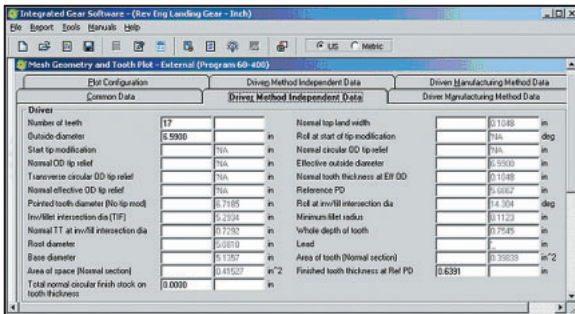 Integrated Gear Software - (Rev Eng Landing Gear - Inch)
File Report Tools Manuals Help
US Metric
Mesh Geometry and Tooth Plot - External (Program 60-400)
Plot Configuration Driven Method Independent Data Driven Manufacturing Method Data
Common Data Driver Method Independent Data Driver Manufacturing Method Data
Driver
Number of teeth 17 Normal top land width 0.1048 in
Outside diameter 6.5900 in Roll at start of tip modification NA deg
Start tip modification NA in Normal circular OD tip relief NA in
Normal OD tip relief NA in Effective outside diameter 6.5900 in
Transverse circular OD tip relief NA in Normal tooth thickness at Eff OD 0.1048 in
Normal effective OD tip relief NA in Reference PD 5.6667 in
Pointed tooth diameter (No tip mod) 6.7185 in Roll at inv/fill intersection dia 14.304 deg
Inv/fillet intersection dia (TIF) 5.2934 in Minimum fillet radius 0.1123 in
Normal TT at inv/fill intersection dia 0.7292 in Whole depth of tooth 0.7545 in
Root diameter 5.0810 in Lead in
Base diameter 5.1357 in Area of tooth (Normal section) 0.39839 in^2
Area of space (Normal section) 0.41527 in^2 Finished tooth thickness at Ref PD 0.6391 in
Total normal circular finish stock on 0.0000 in
tooth thickness